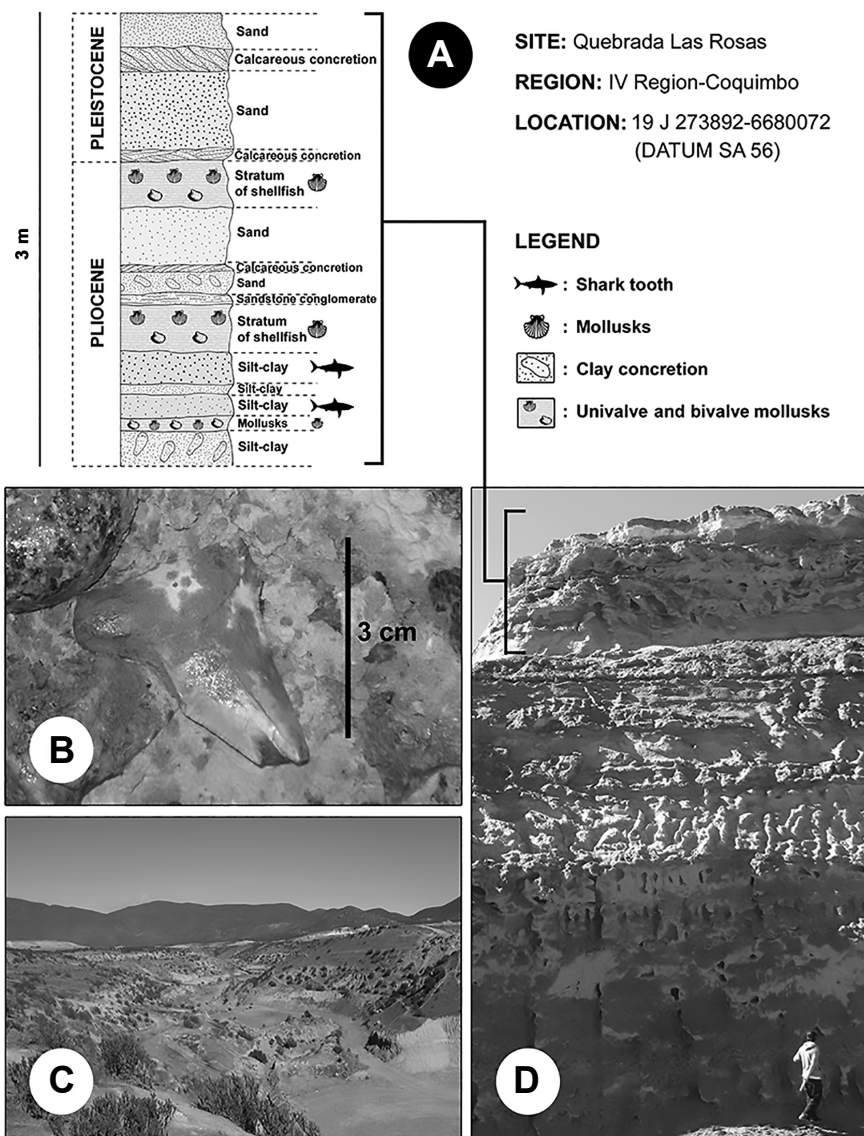 3 m
PLEISTOCENE
PLIOCENE
Sand
Calcareous concretion
Sand
Calcareous concretion
Stratum
of shellfish
Sand
Calcareous concretion
Sand
Sandstone conglomerate
Stratum
of shellfish
Silt-clay
Silt-clay
Silt-clay
Mollusks
Silt-clay
A
SITE: Quebrada Las Rosas
REGION: IV Region-Coquimbo
LOCATION: 19 J 273892-6680072
(DATUM SA 56)
LEGEND
: Shark tooth
: Mollusks
: Clay concretion
: Univalve and bivalve mollusks
3 cm
B
C
D